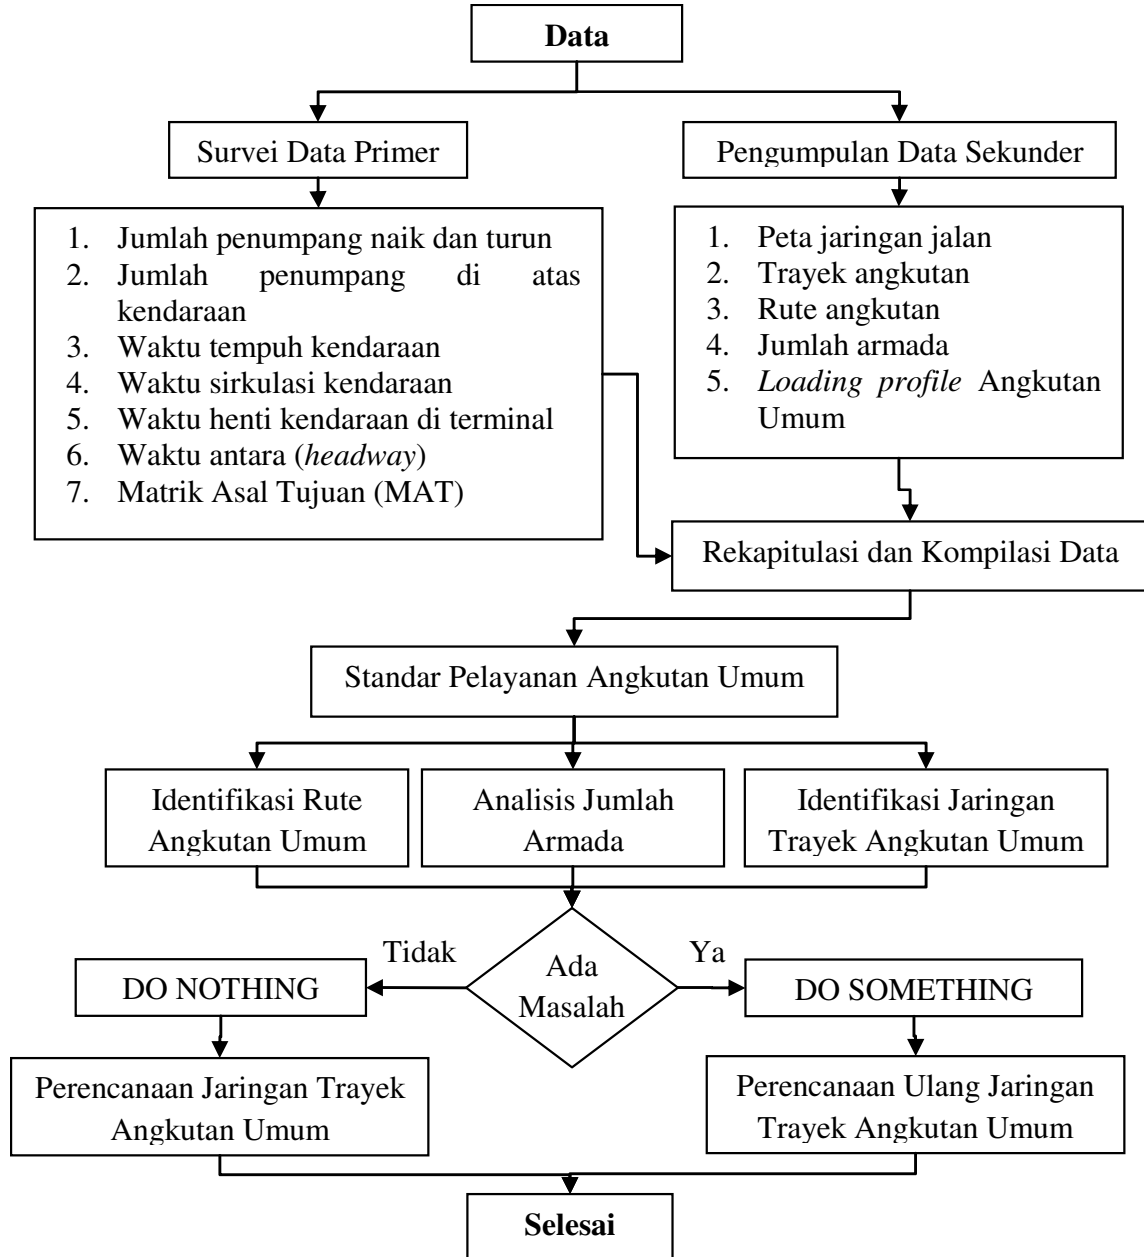 Data
Survei Data Primer
Pengumpulan Data Sekunder
1. Jumlah penumpang naik dan turun
2. Jumlah penumpang di atas
kendaraan
3. Waktu tempuh kendaraan
4. Waktu sirkulasi kendaraan
5. Waktu henti kendaraan di terminal
6. Waktu antara (headway)
7. Matrik Asal Tujuan (MAT)
1. Peta jaringan jalan
2. Trayek angkutan
3. Rute angkutan
4. Jumlah armada
5. Loading profile Angkutan
Umum
Rekapitulasi dan Kompilasi Data
Standar Pelayanan Angkutan Umum
Identifikasi Rute
Angkutan Umum
Analisis Jumlah
Armada
Identifikasi Jaringan
Trayek Angkutan Umum
Ada
Masalah
Tidak
Ya
DO NOTHING
DO SOMETHING
Perencanaan Jaringan Trayek
Angkutan Umum
Perencanaan Ulang Jaringan
Trayek Angkutan Umum
Selesai